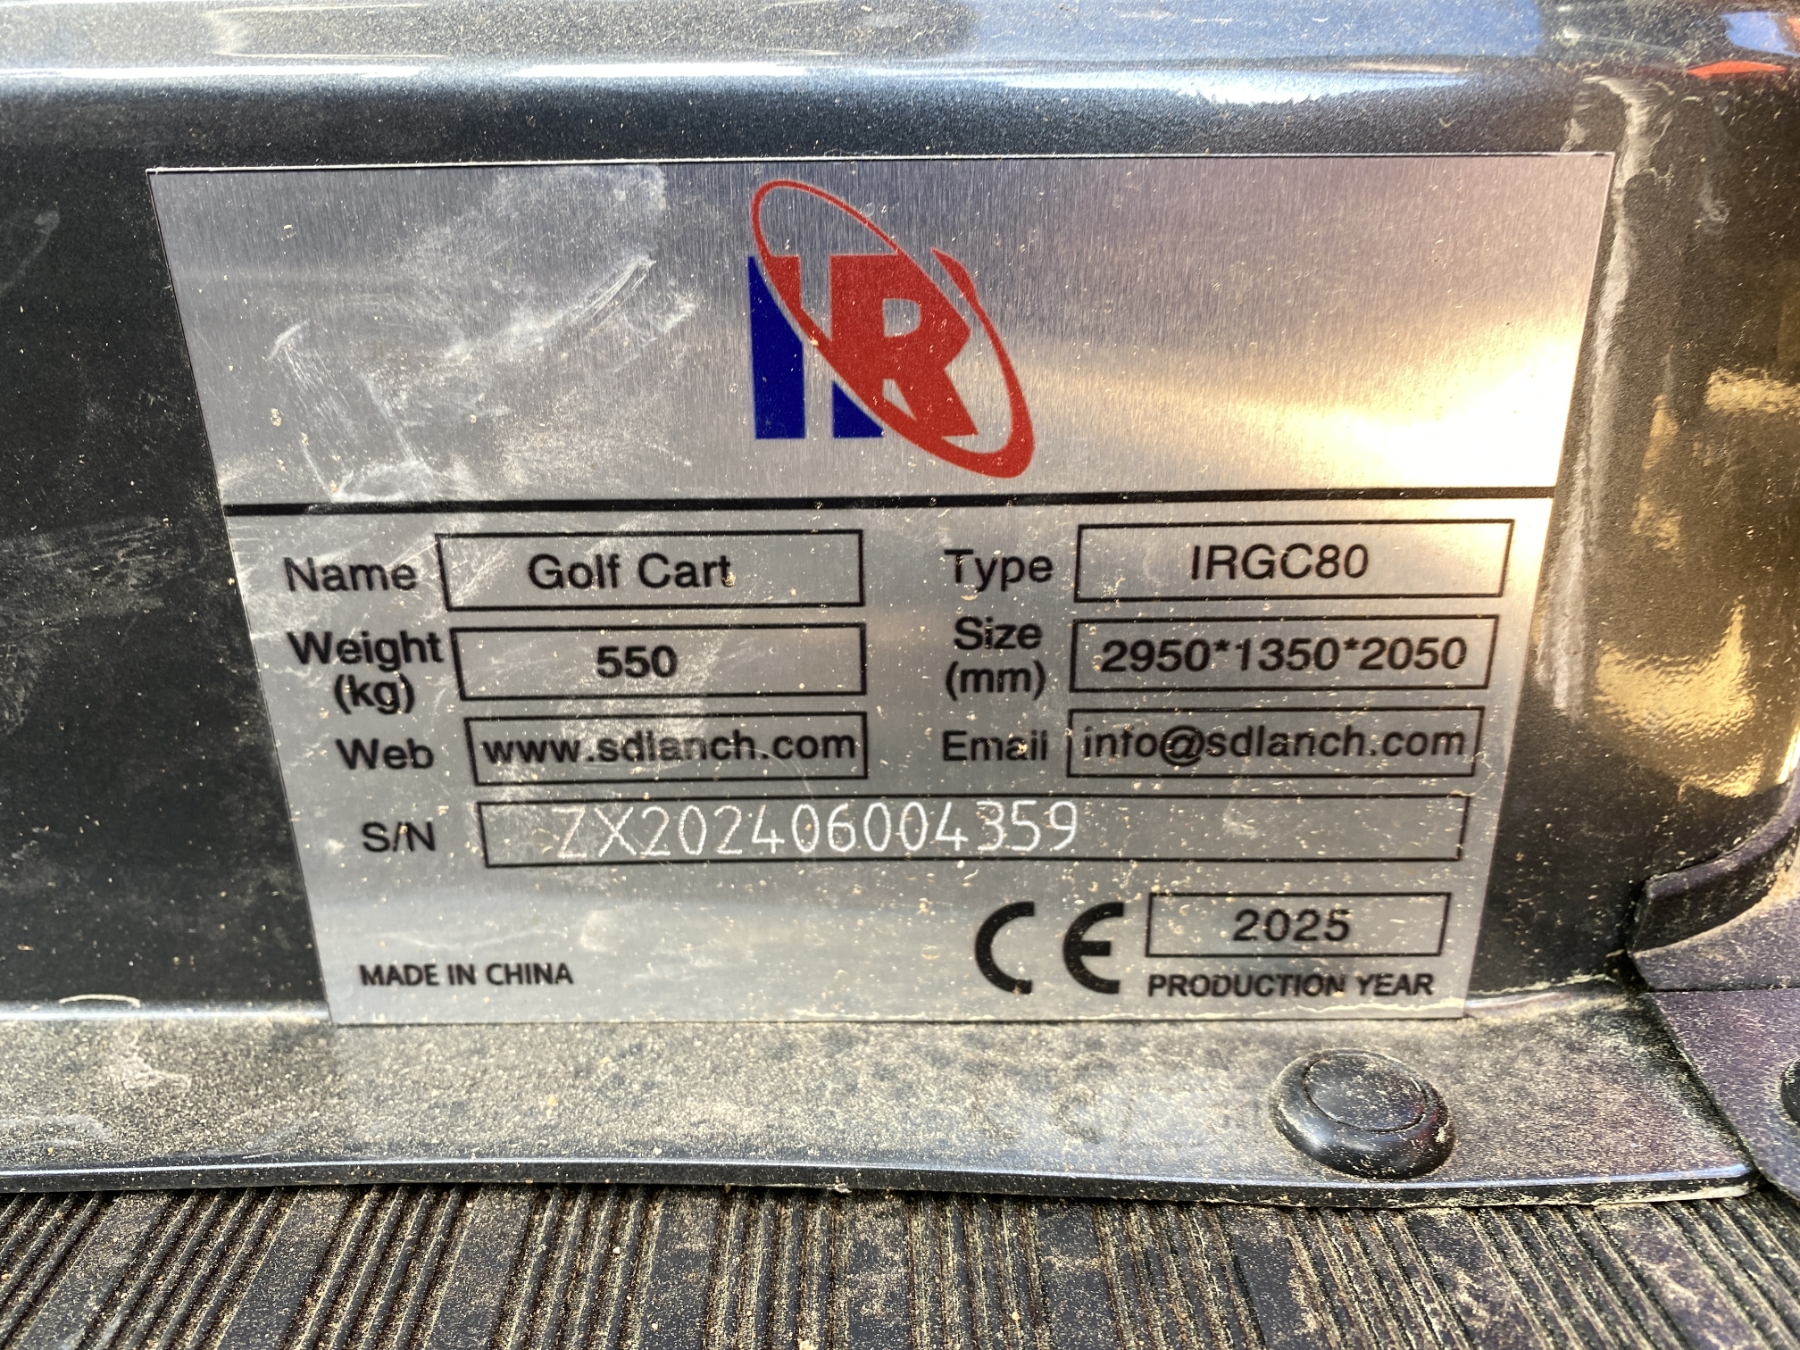 IR
Name Golf Cart Type IRGC80
Weight (kg) 550 Size (mm) 2950*1350*2050
Web www.sdlanch.com Email info@sdlanch.com
S/N ZX202406004359
MADE IN CHINA CE 2025 PRODUCTION YEAR